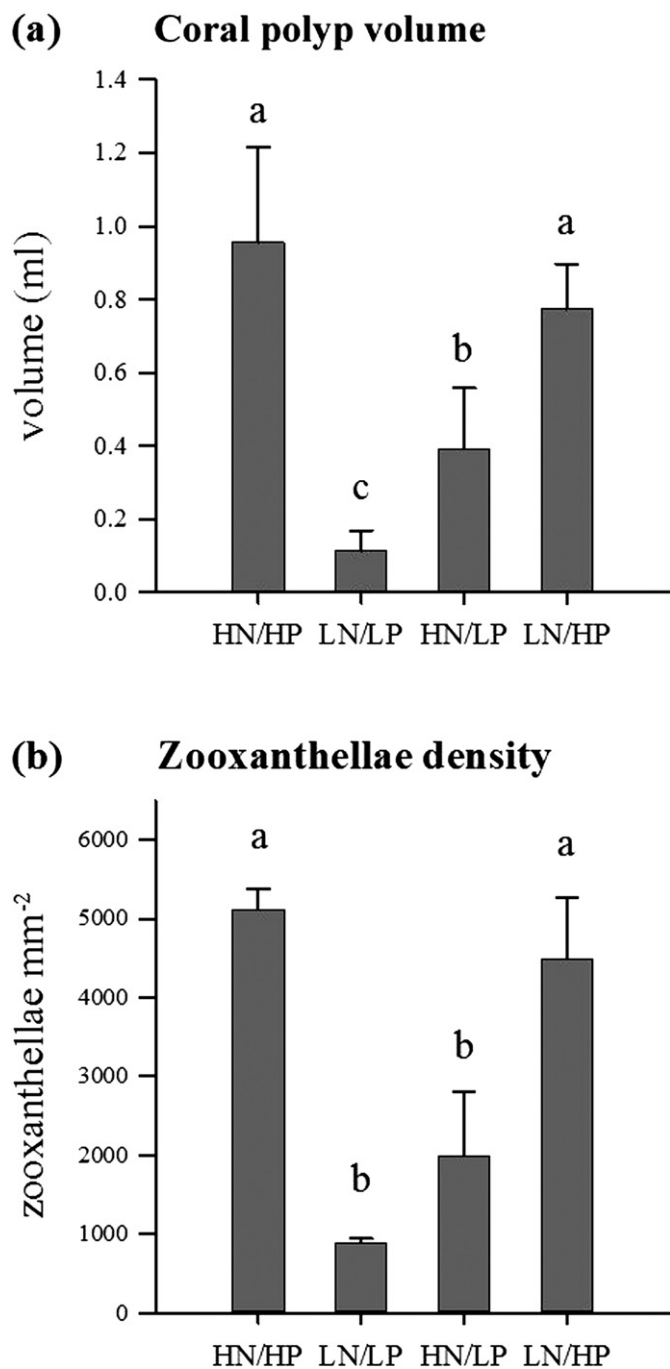 (a) Coral polyp volume
1.4
1.2
1.0
0.8
0.6
0.4
0.2
0.0
volume (ml)
a
c
b
a
HN/HP LN/LP HN/LP LN/HP
(b) Zooxanthellae density
6000
5000
4000
3000
2000
1000
0
zooxanthellae mm⁻²
a
b
b
a
HN/HP LN/LP HN/LP LN/HP